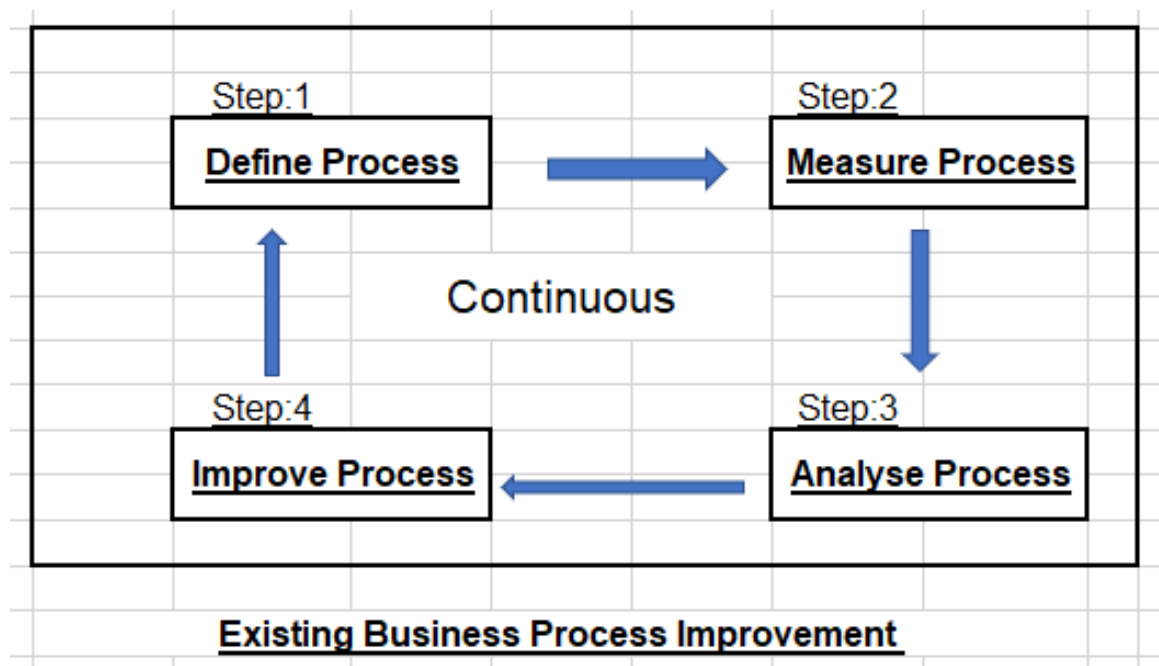 Step:1
Step:2
Define Process
Measure Process
Continuous
Step:4
Step:3
Improve Process
Analyse Process
Existing Business Process Improvement